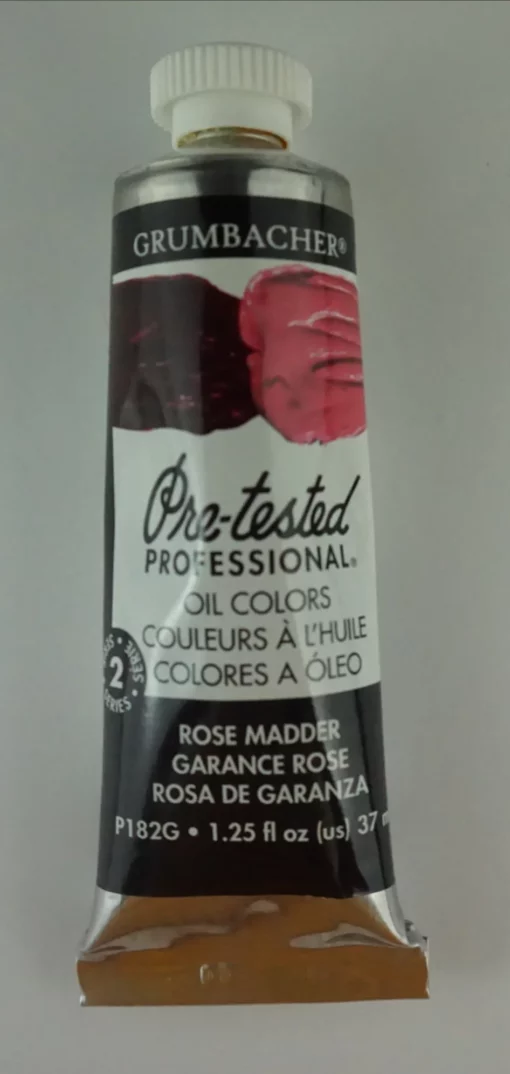 GRUMBACHER®
Pre-tested
PROFESSIONAL®
OIL COLORS
COULEURS À L'HUILE
COLORES A ÓLEO
SÉRIE
2
SERIES
ROSE MADDER
GARANCE ROSE
ROSA DE GARANZA
P182G • 1.25 fl oz (us) 37